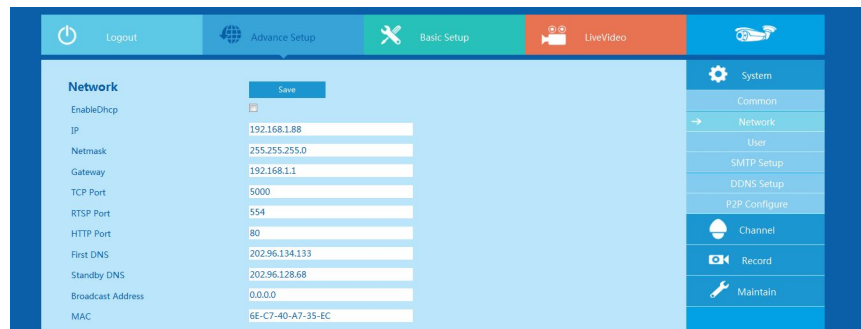 Logout
Advance Setup
Basic Setup
LiveVideo
Network
Save
EnableDhcp
IP 192.168.1.88
Netmask 255.255.255.0
Gateway 192.168.1.1
TCP Port 5000
RTSP Port 554
HTTP Port 80
First DNS 202.96.134.133
Standby DNS 202.96.128.68
Broadcast Address 0.0.0.0
MAC 6E-C7-40-A7-35-EC
System
Common
Network
User
SMTP Setup
DDNS Setup
P2P Configure
Channel
Record
Maintain